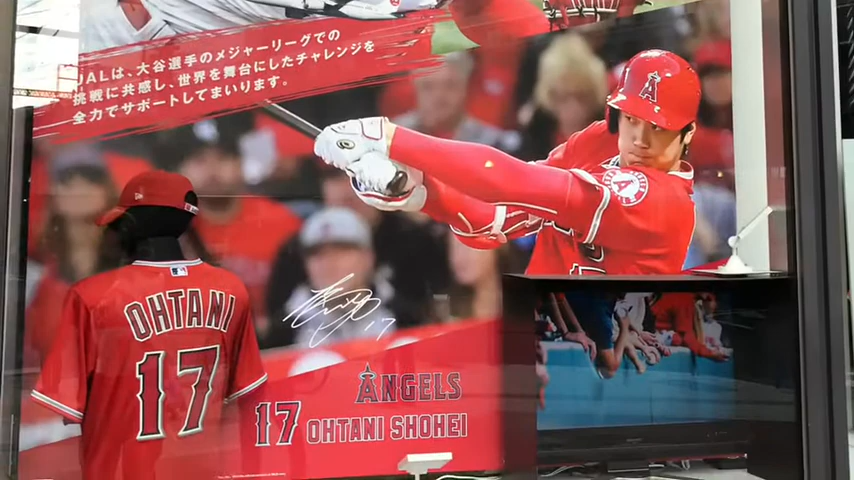 JALは、大谷選手のメジャーリーグでの
挑戦に共感し、世界を舞台にしたチャレンジを
全力でサポートしてまいります。
A
A
OHTANI
17
17
ANGELS
17
OHTANI SHOHEI